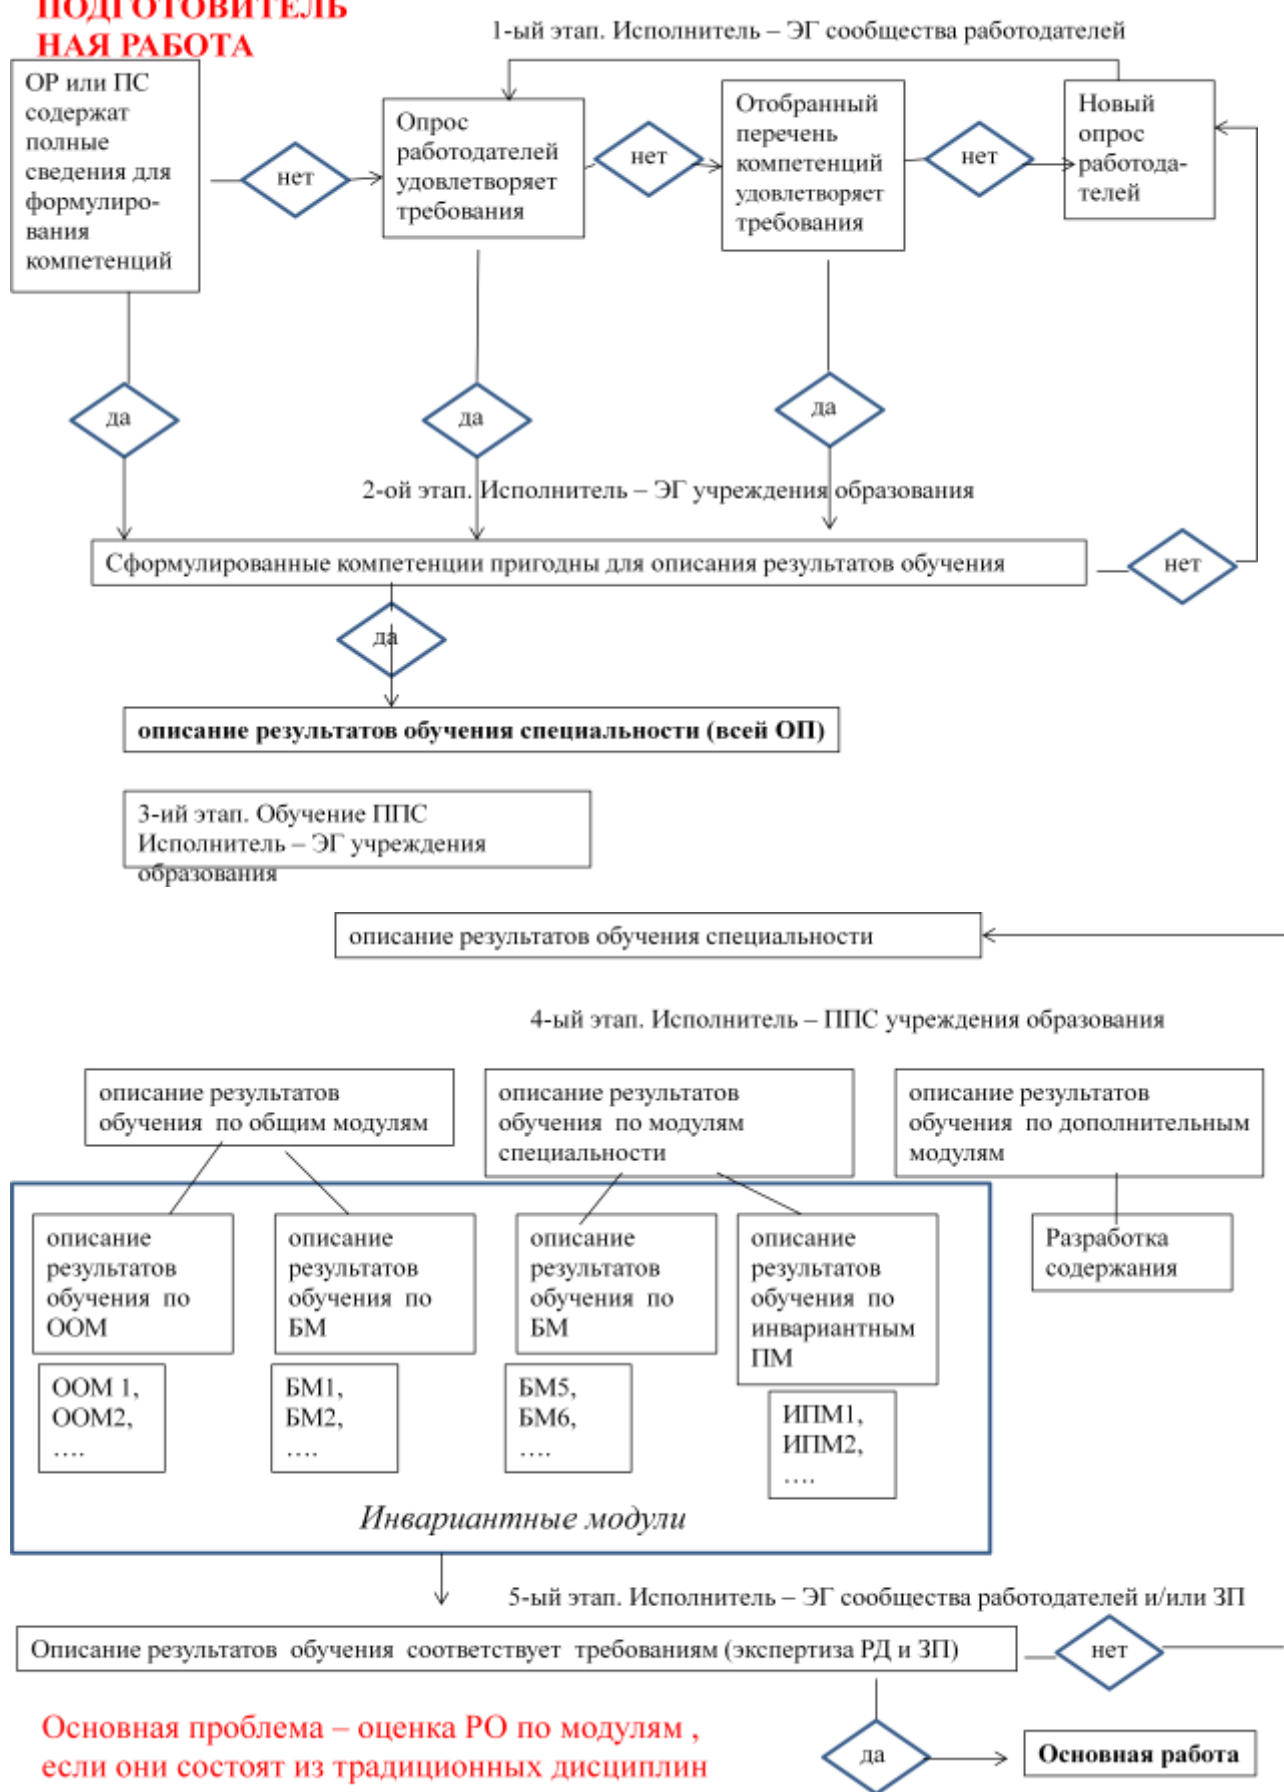 ПОДГОТОВИТЕЛЬ
НАЯ РАБОТА
1-ый этап. Исполнитель – ЭГ сообщества работодателей
ОР или ПС
содержат
полные
сведения для
формулиро-
вания
компетенций
нет
Опрос
работодателей
удовлетворяет
требования
нет
Отобранный
перечень
компетенций
удовлетворяет
требования
нет
Новый
опрос
работода-
телей
да
да
да
2-ой этап. Исполнитель – ЭГ учреждения образования
Сформулированные компетенции пригодны для описания результатов обучения
нет
да
описание результатов обучения специальности (всей ОП)
3-ий этап. Обучение ППС
Исполнитель – ЭГ учреждения
образования
описание результатов обучения специальности
4-ый этап. Исполнитель – ППС учреждения образования
описание результатов
обучения по общим модулям
описание результатов
обучения по модулям
специальности
описание результатов
обучения по дополнительным
модулям
описание
результатов
обучения по
ООМ
описание
результатов
обучения по
БМ
описание
результатов
обучения по
БМ
описание
результатов
обучения по
инвариантным
ПМ
Разработка
содержания
ООМ 1,
ООМ2,
….
БМ1,
БМ2,
….
БМ5,
БМ6,
….
ИПМ1,
ИПМ2,
….
Инвариантные модули
5-ый этап. Исполнитель – ЭГ сообщества работодателей и/или ЗП
Описание результатов обучения соответствует требованиям (экспертиза РД и ЗП)
нет
Основная проблема – оценка РО по модулям ,
если они состоят из традиционных дисциплин
да
Основная работа